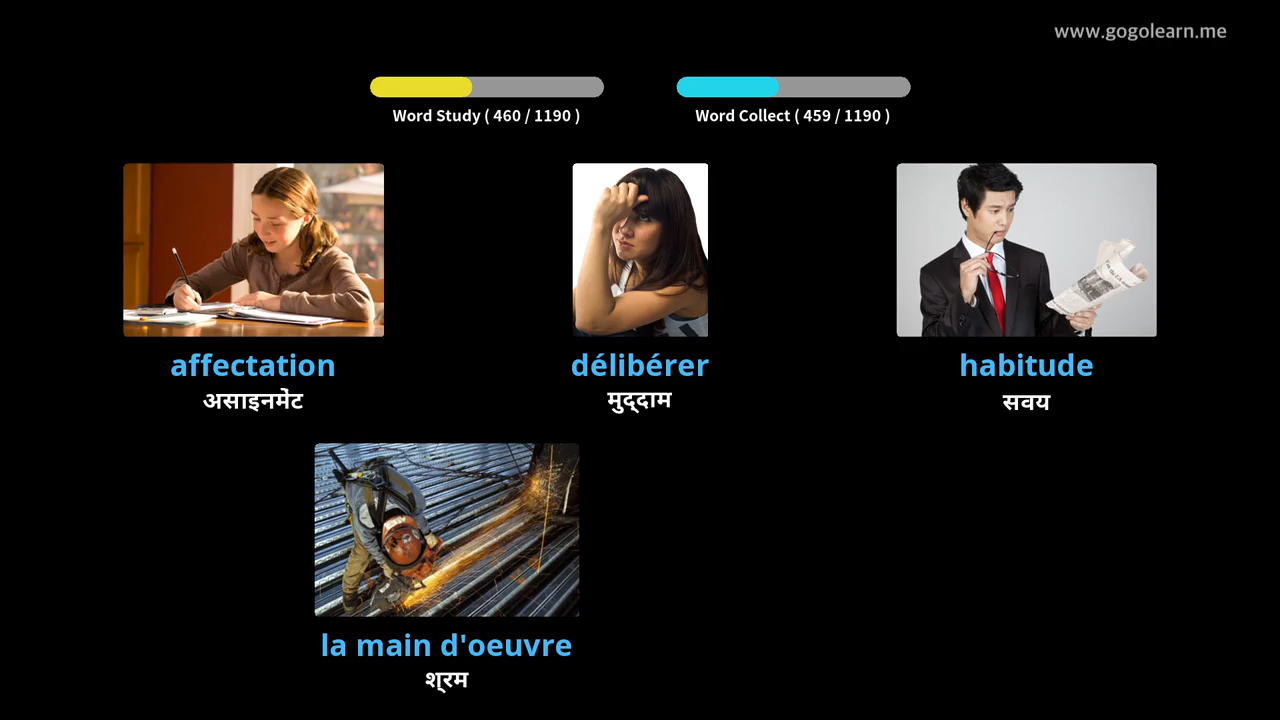 www.gogolearn.me
Word Study ( 460 / 1190 )
Word Collect ( 459 / 1190 )
affectation
असाइनमेंट
délibérer
मुद्दाम
habitude
सवय
la main d'oeuvre
श्रम